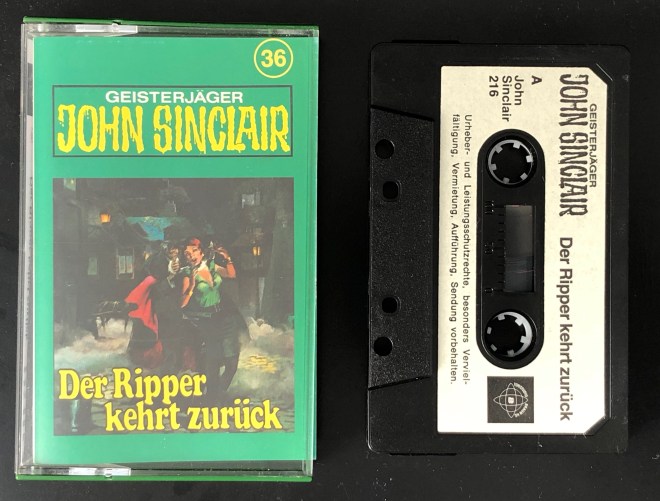 36
GEISTERJÄGER
JOHN SINCLAIR
Der Ripper
kehrt zurück
GEISTERJÄGER
JOHN SINCLAIR Der Ripper kehrt zurück
A
John
Sinclair
216
Urheber- und Leistungsschutzrechte, besonders Verviel-
fältigung, Vermietung, Aufführung, Sendung vorbehalten.